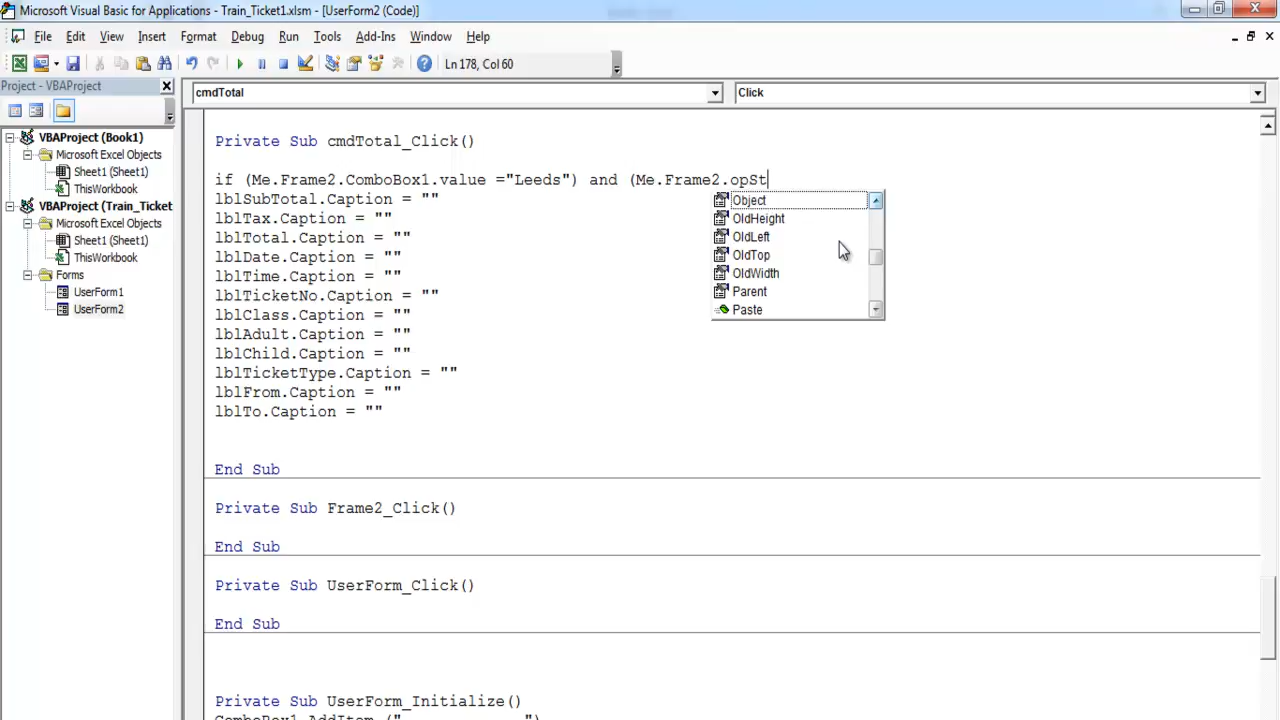 Microsoft Visual Basic for Applications - Train_Ticket1.xlsm - [UserForm2 (Code)]
File Edit View Insert Format Debug Run Tools Add-Ins Window Help
Ln 178, Col 60
Project - VBAProject
cmdTotal
Click
VBAProject (Book1)
Microsoft Excel Objects
Sheet1 (Sheet1)
ThisWorkbook
VBAProject (Train_Ticket
Microsoft Excel Objects
Sheet1 (Sheet1)
ThisWorkbook
Forms
UserForm1
UserForm2
Private Sub cmdTotal_Click()
if (Me.Frame2.ComboBox1.value ="Leeds") and (Me.Frame2.opSt
lblSubTotal.Caption = ""
lblTax.Caption = ""
lblTotal.Caption = ""
lblDate.Caption = ""
lblTime.Caption = ""
lblTicketNo.Caption = ""
lblClass.Caption = ""
lblAdult.Caption = ""
lblChild.Caption = ""
lblTicketType.Caption = ""
lblFrom.Caption = ""
lblTo.Caption = ""
Object
OldHeight
OldLeft
OldTop
OldWidth
Parent
Paste
End Sub
Private Sub Frame2_Click()
End Sub
Private Sub UserForm_Click()
End Sub
Private Sub UserForm_Initialize()
ComboBox1.AddItem ("          ")